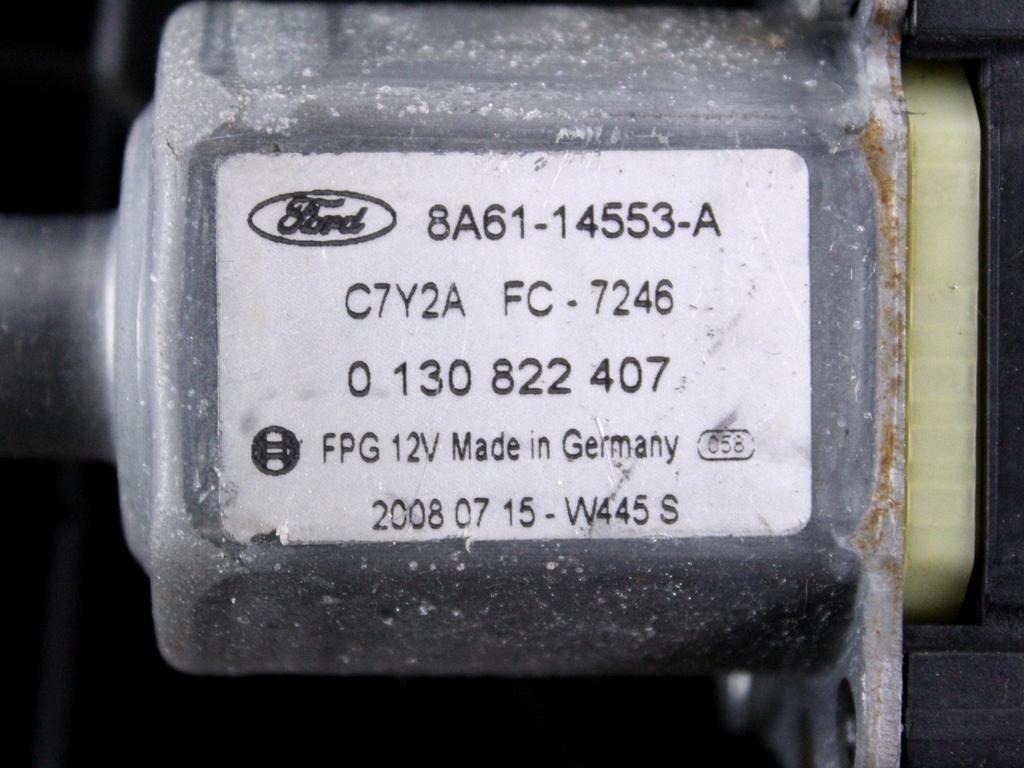 Ford 8A61-14553-A
C7Y2A FC - 7246
0 130 822 407
FPG 12V Made in Germany 058
2008 07 15 - W445 S